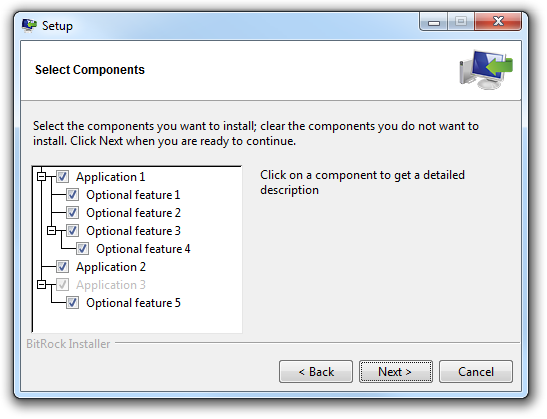 Setup
Select Components
Select the components you want to install; clear the components you do not want to
install. Click Next when you are ready to continue.
Application 1
Optional feature 1
Optional feature 2
Optional feature 3
Optional feature 4
Application 2
Application 3
Optional feature 5
Click on a component to get a detailed
description
BitRock Installer
< Back
Next >
Cancel